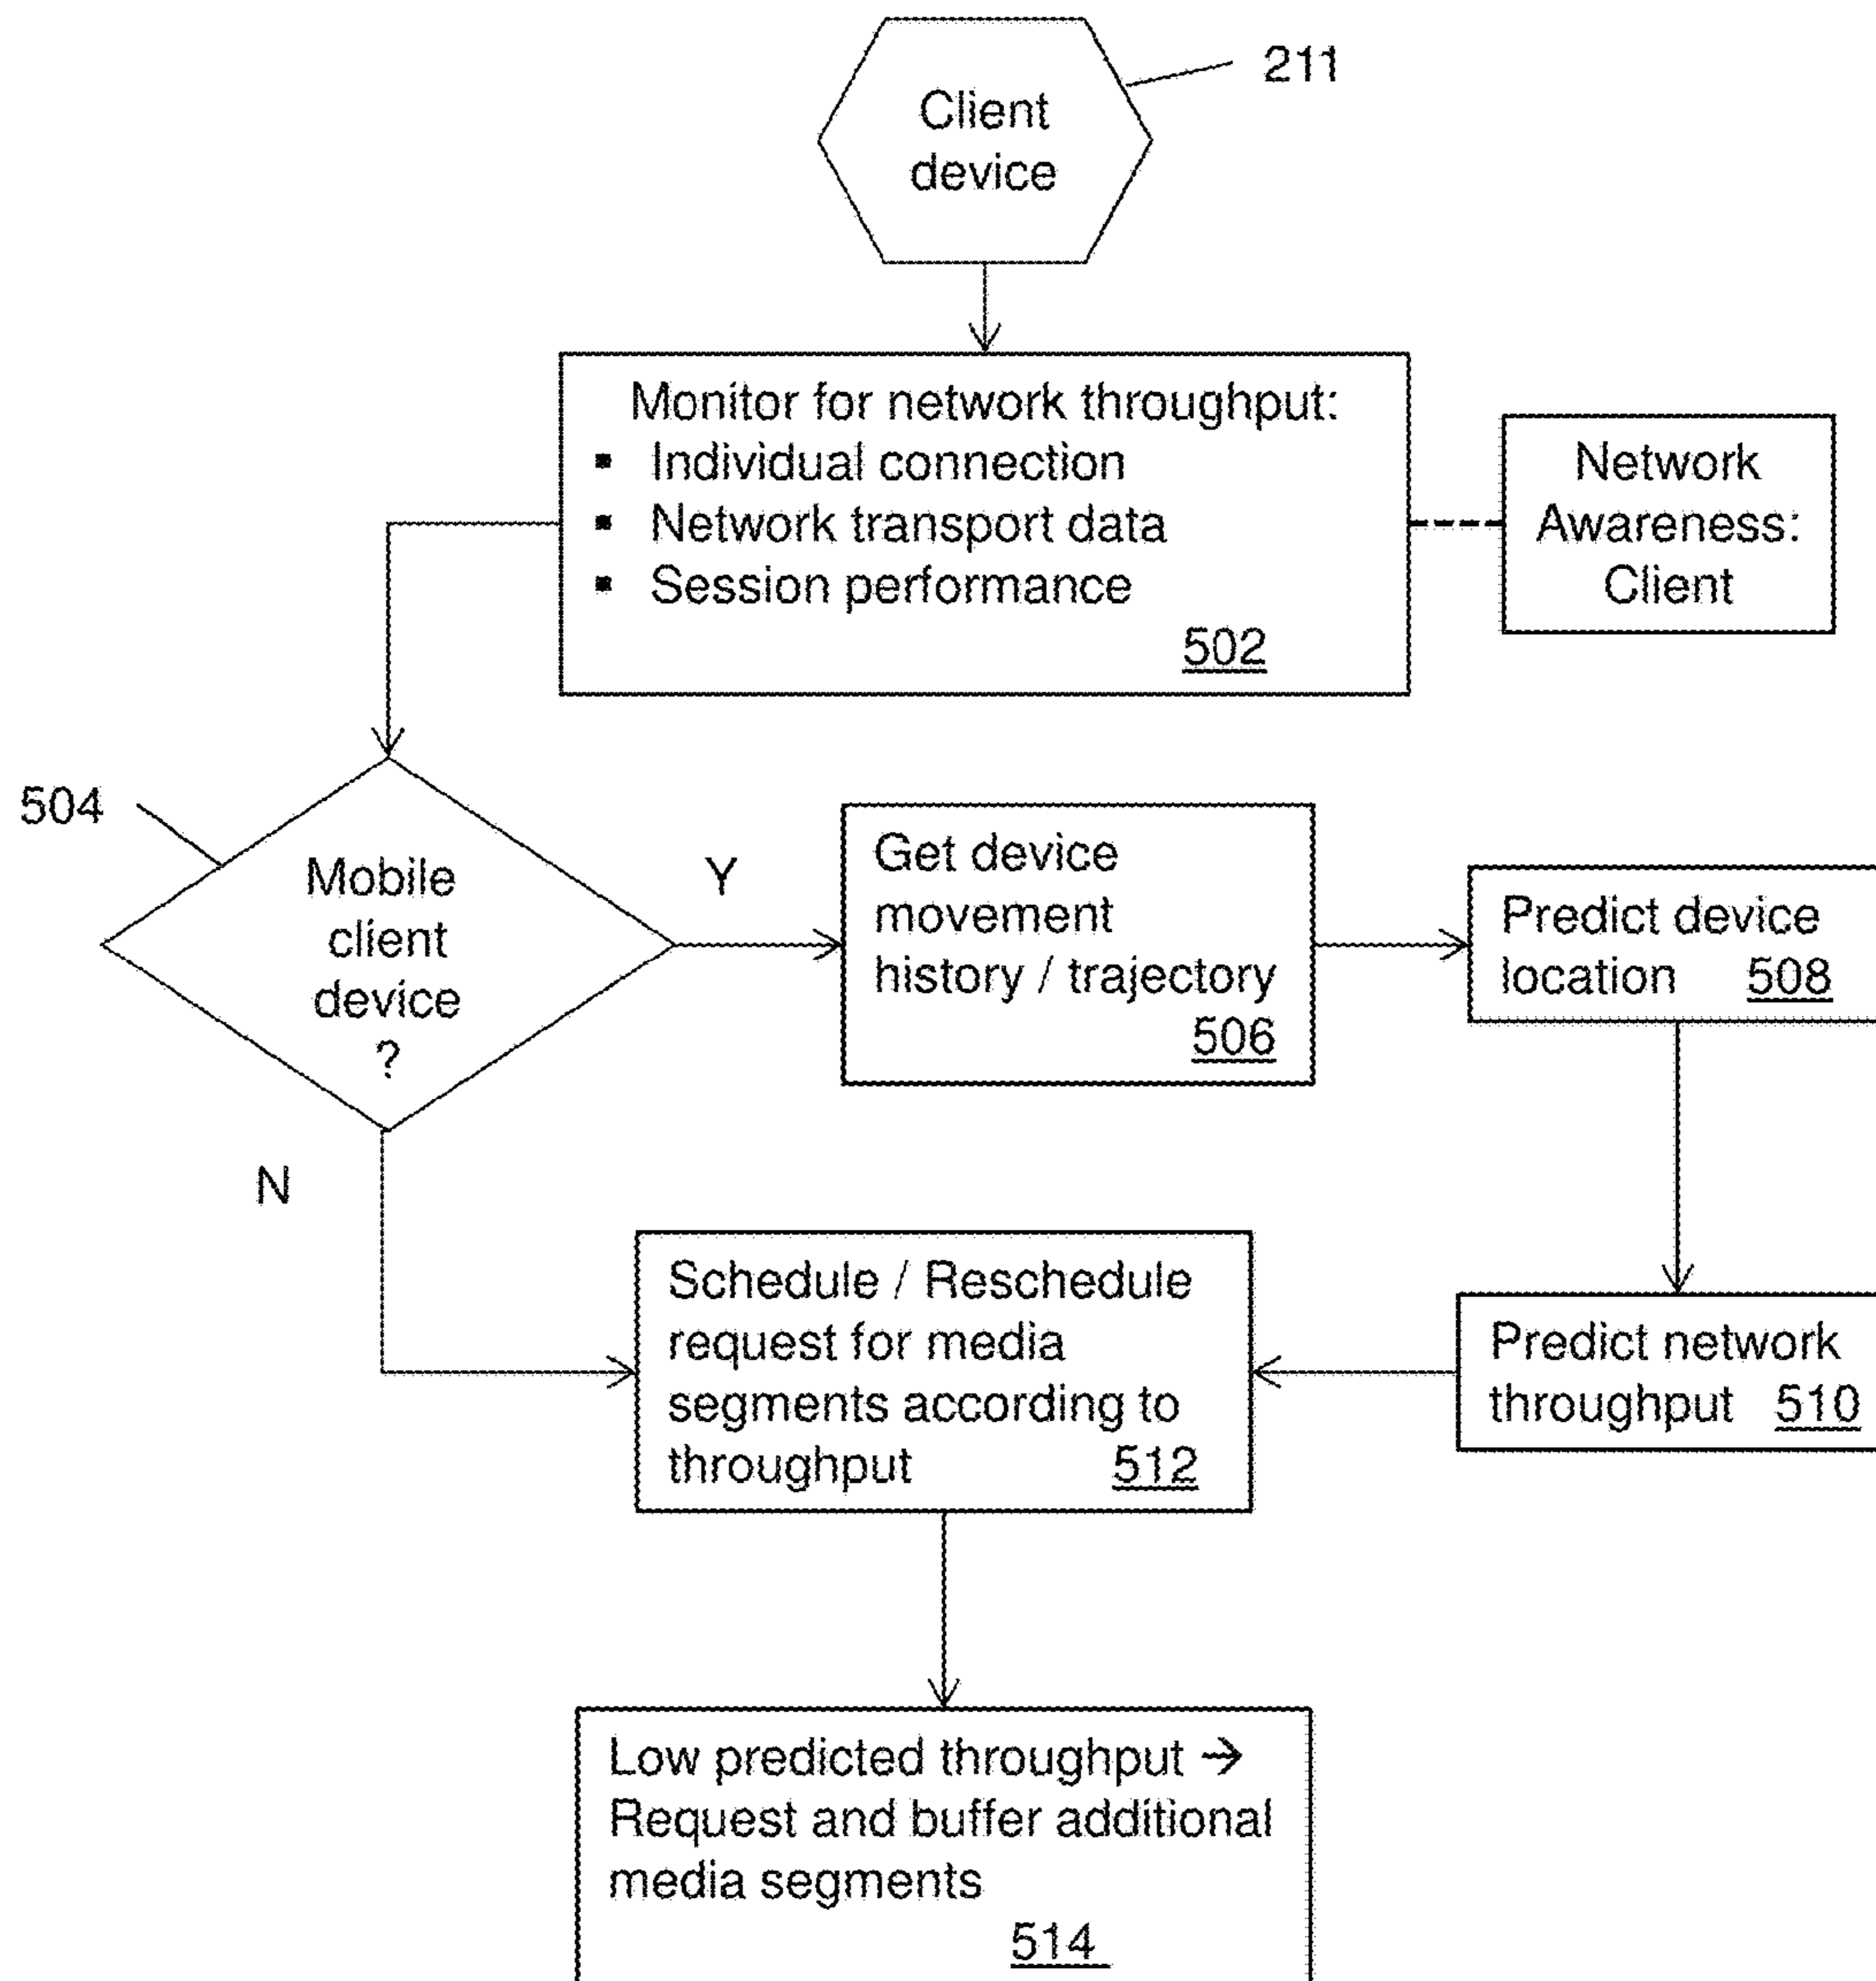 211
Client
device
Monitor for network throughput:
▪ Individual connection
▪ Network transport data
▪ Session performance
502
Network
Awareness:
Client
504
Mobile
client
device
?
Y
Get device
movement
history / trajectory
506
Predict device
location 508
N
Schedule / Reschedule
request for media
segments according to
throughput 512
Predict network
throughput 510
Low predicted throughput →
Request and buffer additional
media segments
514